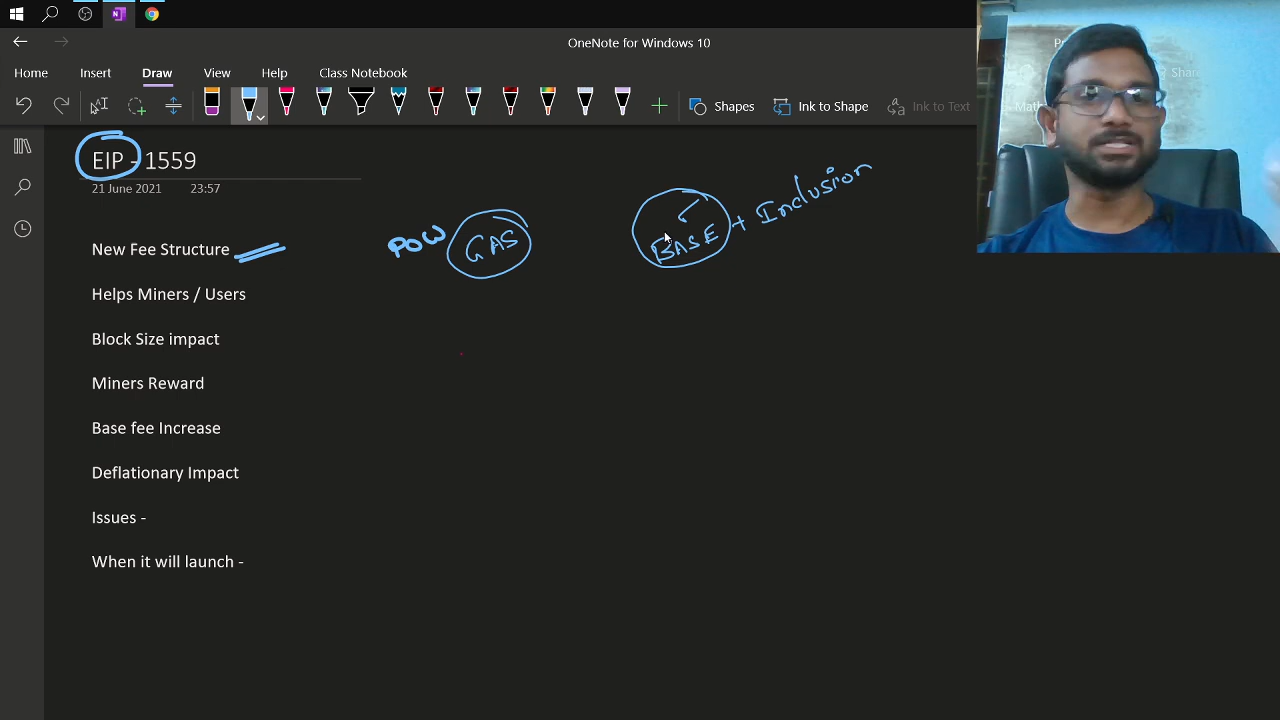 OneNote for Windows 10
Home Insert Draw View Help Class Notebook
Shapes Ink to Shape Ink to Text
Share
EIP - 1559
21 June 2021 23:57
New Fee Structure
POW GAS
BASE + Inclusion
Helps Miners / Users
Block Size impact
Miners Reward
Base fee Increase
Deflationary Impact
Issues -
When it will launch -